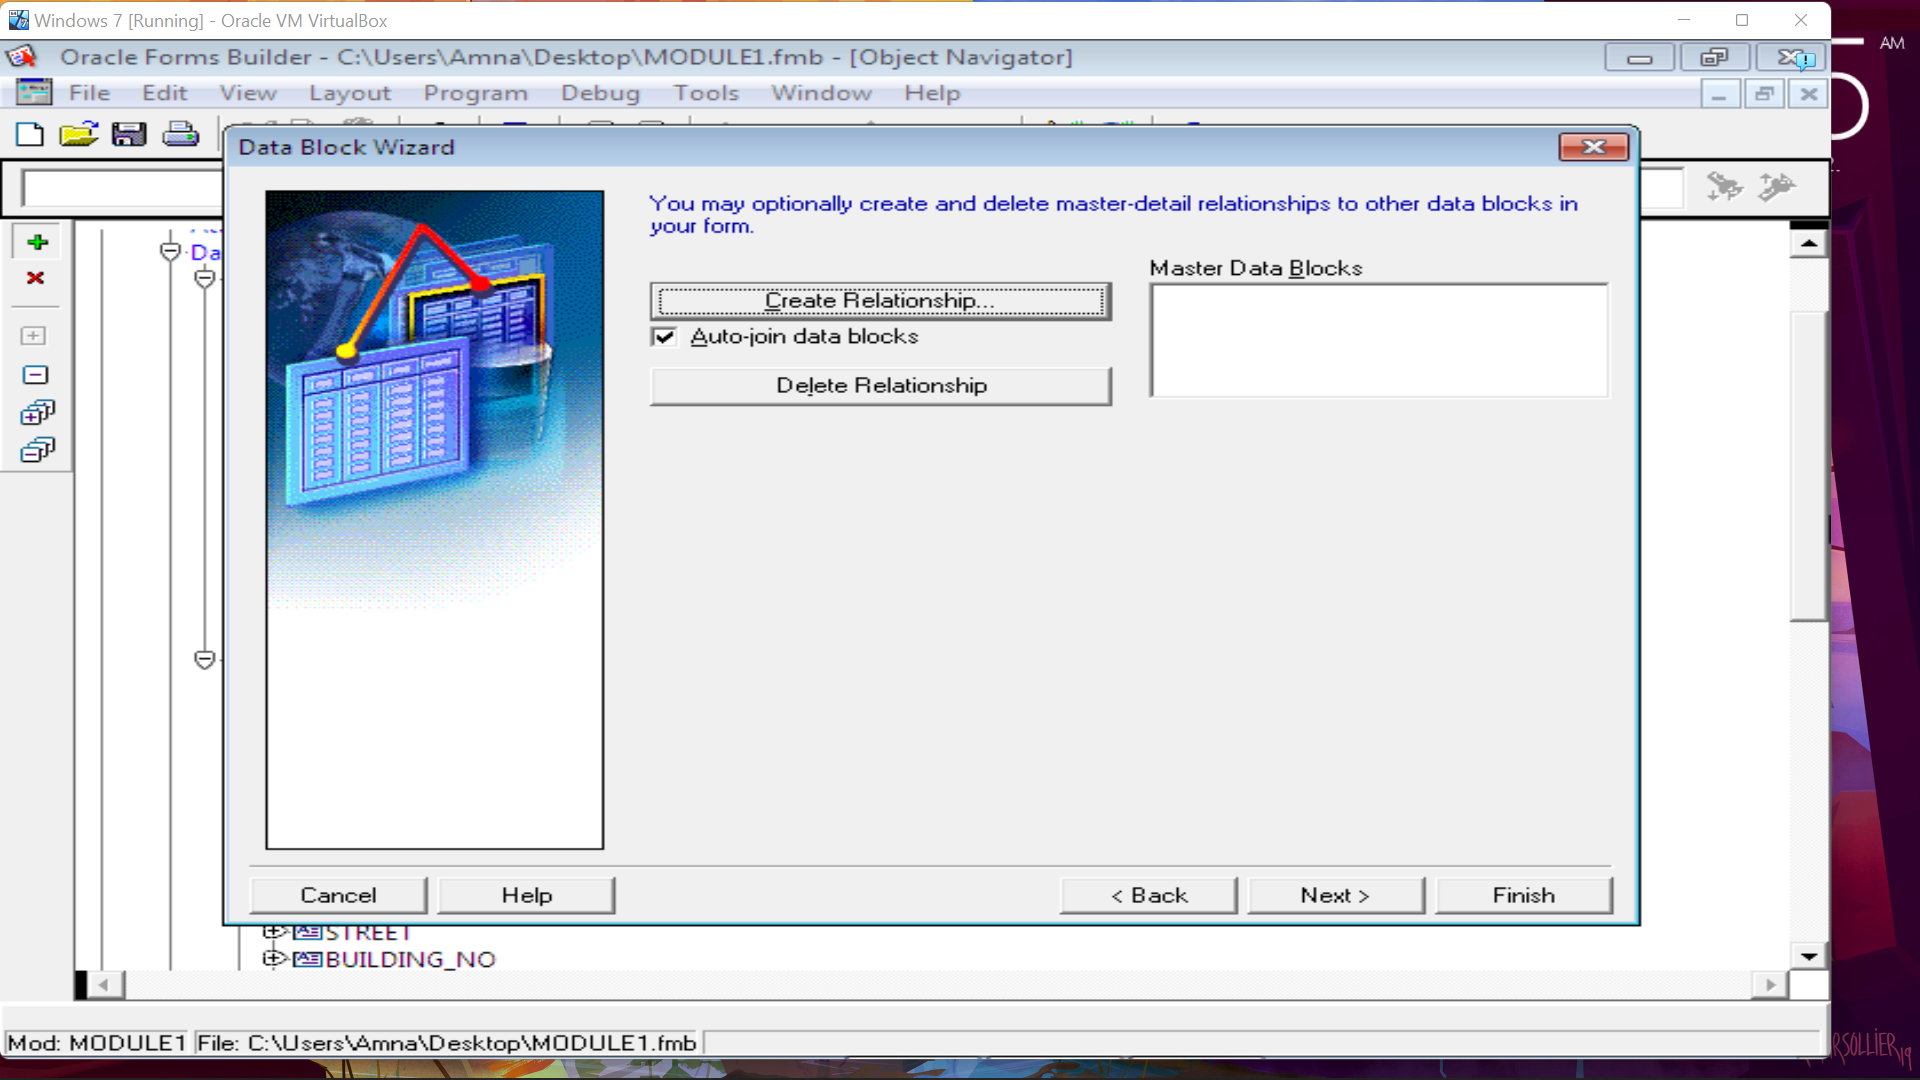 Windows 7 [Running] - Oracle VM VirtualBox
AM
Oracle Forms Builder - C:\Users\Amna\Desktop\MODULE1.fmb - [Object Navigator]
File Edit View Layout Program Debug Tools Window Help
Data Block Wizard
You may optionally create and delete master-detail relationships to other data blocks in
your form.
Da
Master Data Blocks
Create Relationship...
Auto-join data blocks
Delete Relationship
Cancel Help < Back Next > Finish
STREET
BUILDING_NO
Mod: MODULE1 File: C:\Users\Amna\Desktop\MODULE1.fmb